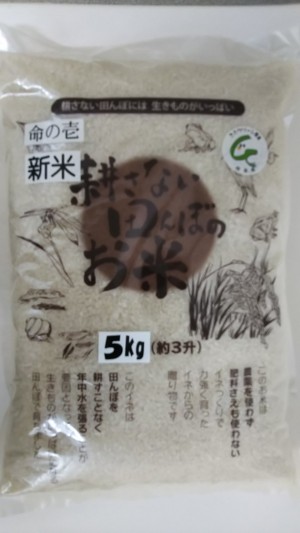 耕さない田んぼには 生きものがいっぱい
命の壱
新米
耕さない
田んぼの
お米
5kg (約3升)
このお米は
農薬を使わず
肥料さえも使わない
イネつくりで
力強く育った
イネからの
贈り物です
このイネは
田んぼを
耕すことなく
年中水を張る